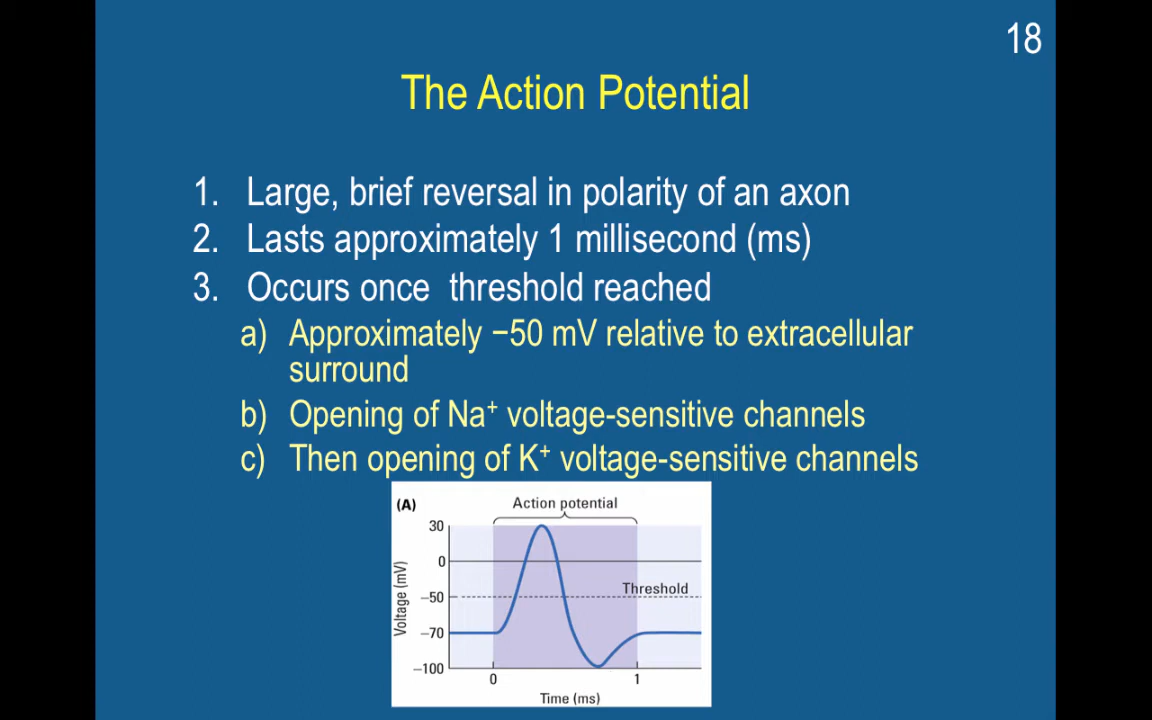 18
The Action Potential
1. Large, brief reversal in polarity of an axon
2. Lasts approximately 1 millisecond (ms)
3. Occurs once  threshold reached
a) Approximately −50 mV relative to extracellular
surround
b) Opening of Na⁺ voltage-sensitive channels
c) Then opening of K⁺ voltage-sensitive channels
(A)
Action potential
30
0
Threshold
−50
−70
−100
Voltage (mV)
0 1
Time (ms)